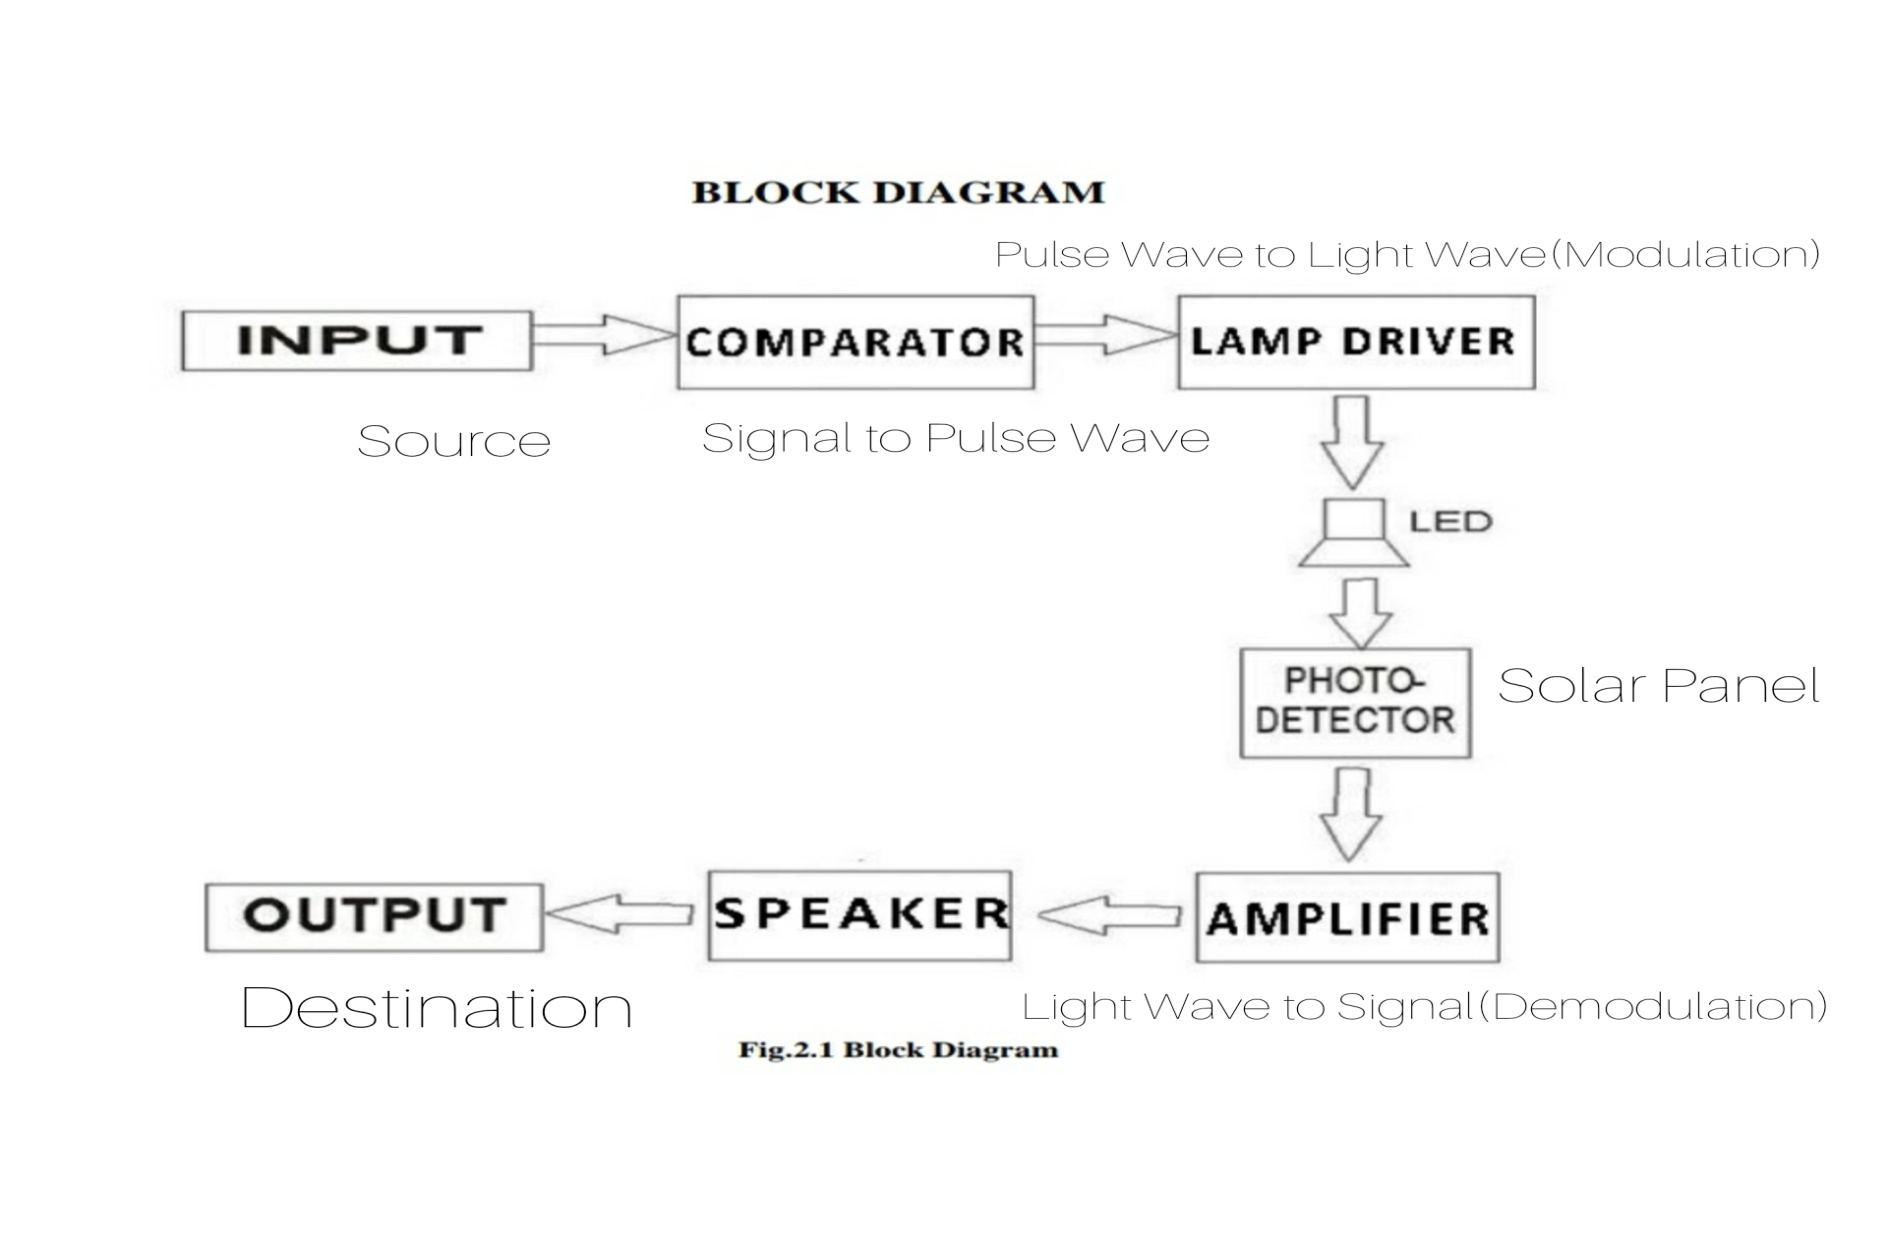 BLOCK DIAGRAM
Pulse Wave to Light Wave(Modulation)
INPUT
COMPARATOR
LAMP DRIVER
Source
Signal to Pulse Wave
LED
PHOTO-
DETECTOR
Solar Panel
OUTPUT
SPEAKER
AMPLIFIER
Destination
Light Wave to Signal(Demodulation)
Fig.2.1 Block Diagram